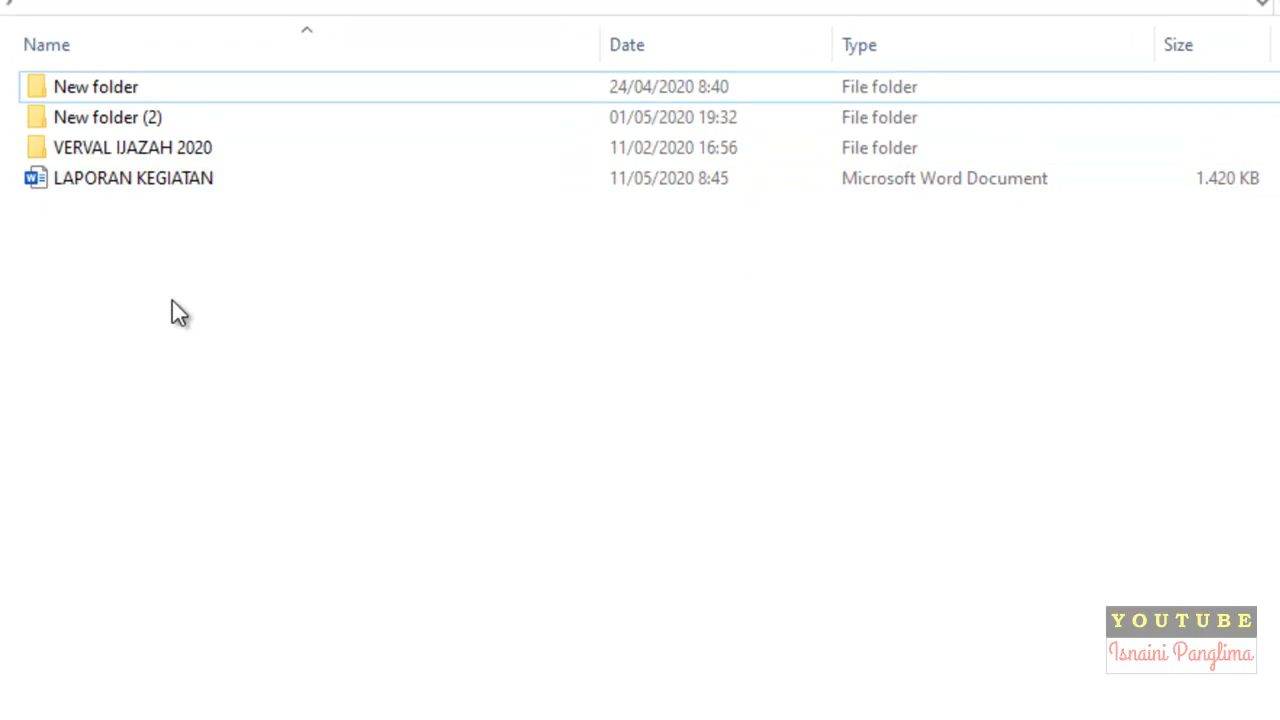 Name Date Type Size
New folder 24/04/2020 8:40 File folder
New folder (2) 01/05/2020 19:32 File folder
VERVAL IJAZAH 2020 11/02/2020 16:56 File folder
LAPORAN KEGIATAN 11/05/2020 8:45 Microsoft Word Document 1.420 KB
YOUTUBE
Isnaini Panglima